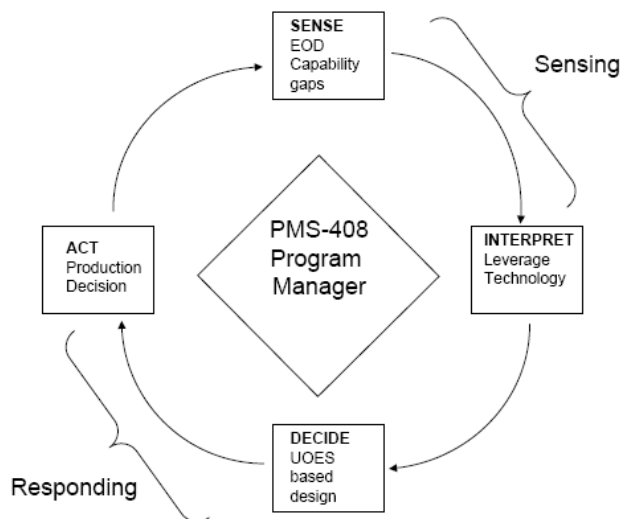 SENSE
EOD
Capability
gaps
Sensing
INTERPRET
Leverage
Technology
PMS-408
Program
Manager
ACT
Production
Decision
DECIDE
UOES
based
design
Responding